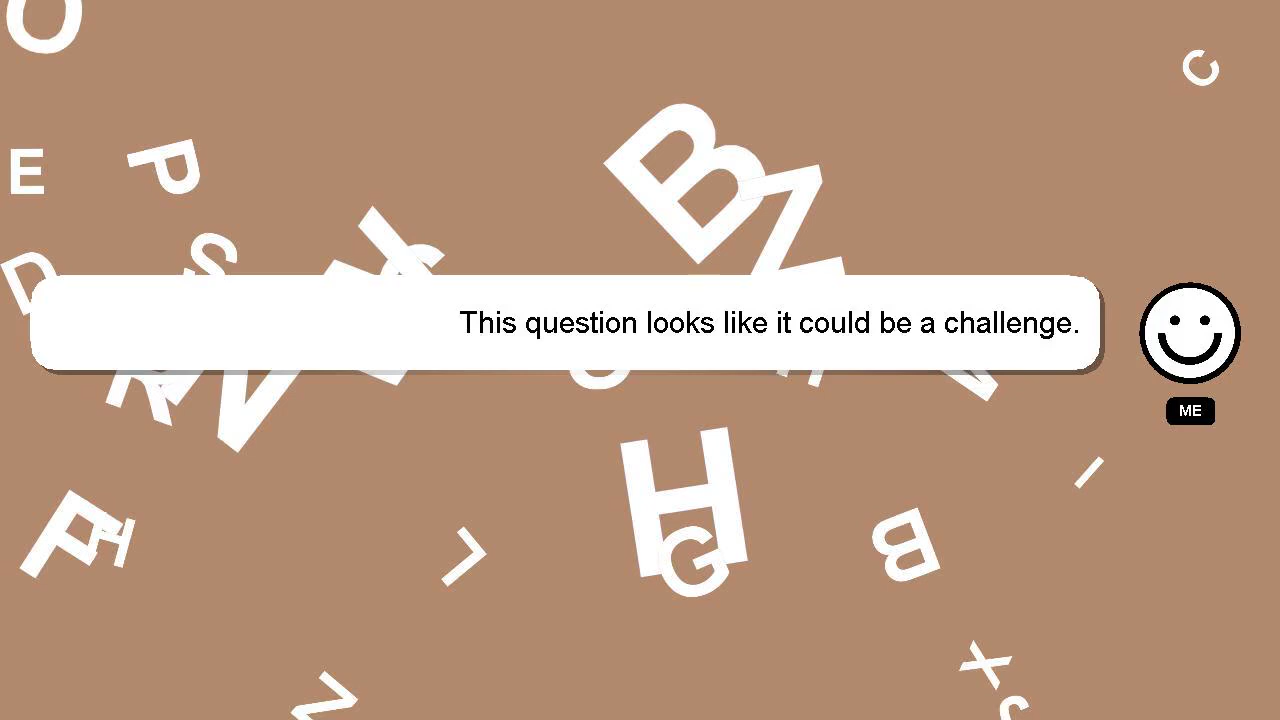 O
C
B
E
P
Z
S
D
This question looks like it could be a challenge.
ME
R
H
I
F
H
L
G
B
X
Z